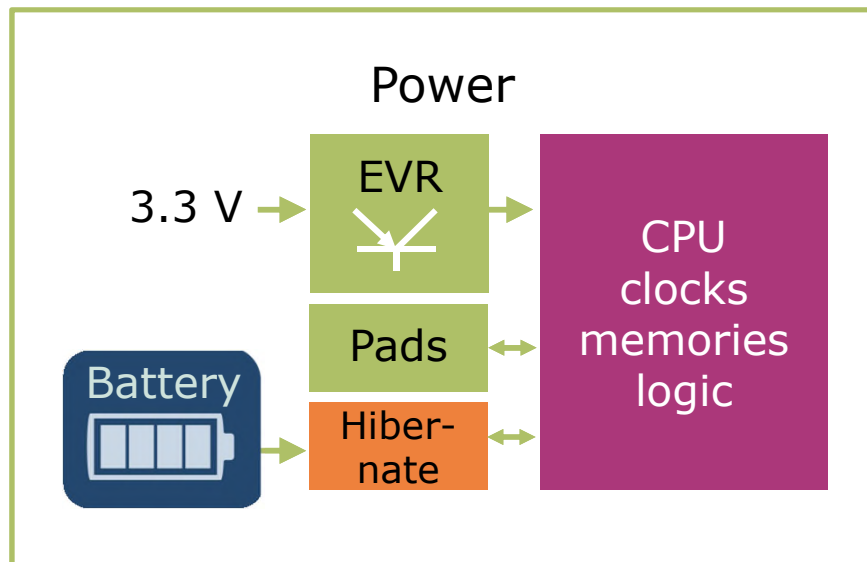 Power
3.3 V
EVR
Pads
Battery
Hiber-
nate
CPU
clocks
memories
logic